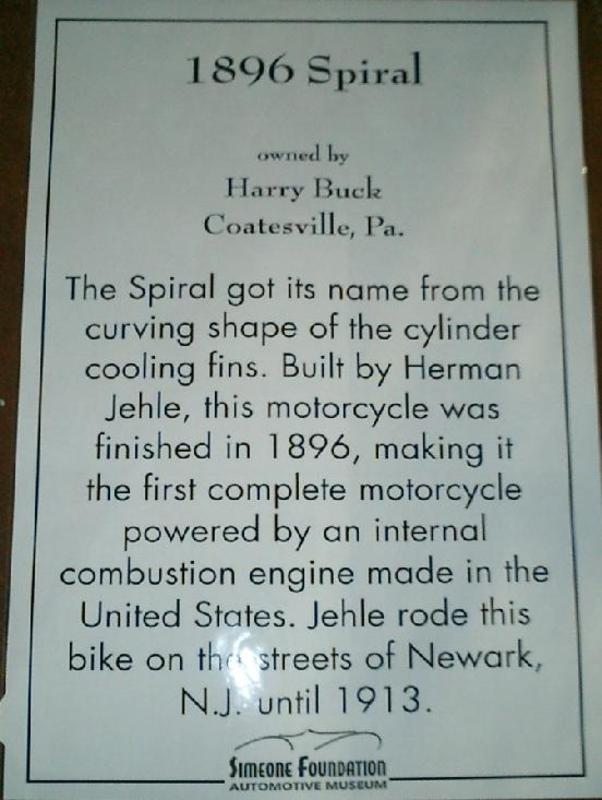 1896 Spiral
owned by
Harry Buck
Coatesville, Pa.
The Spiral got its name from the
curving shape of the cylinder
cooling fins. Built by Herman
Jehle, this motorcycle was
finished in 1896, making it
the first complete motorcycle
powered by an internal
combustion engine made in the
United States. Jehle rode this
bike on the streets of Newark,
N.J. until 1913.
SIMEONE FOUNDATION
AUTOMOTIVE MUSEUM